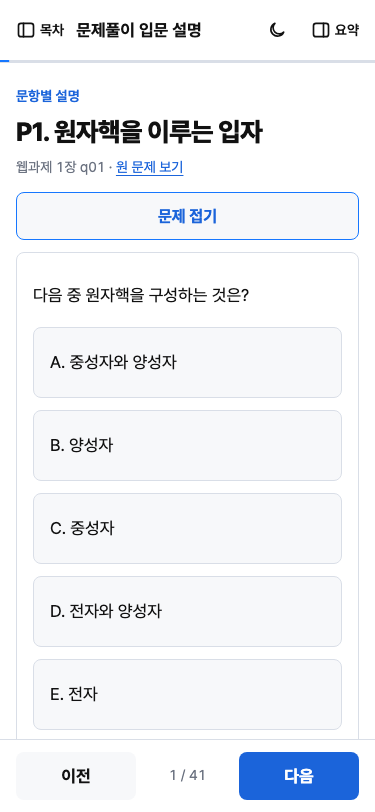 목차 문제풀이 입문 설명 요약
문항별 설명
P1. 원자핵을 이루는 입자
웹과제 1장 q01 · 원 문제 보기
문제 접기
다음 중 원자핵을 구성하는 것은?
A. 중성자와 양성자
B. 양성자
C. 중성자
D. 전자와 양성자
E. 전자
이전 1 / 41 다음